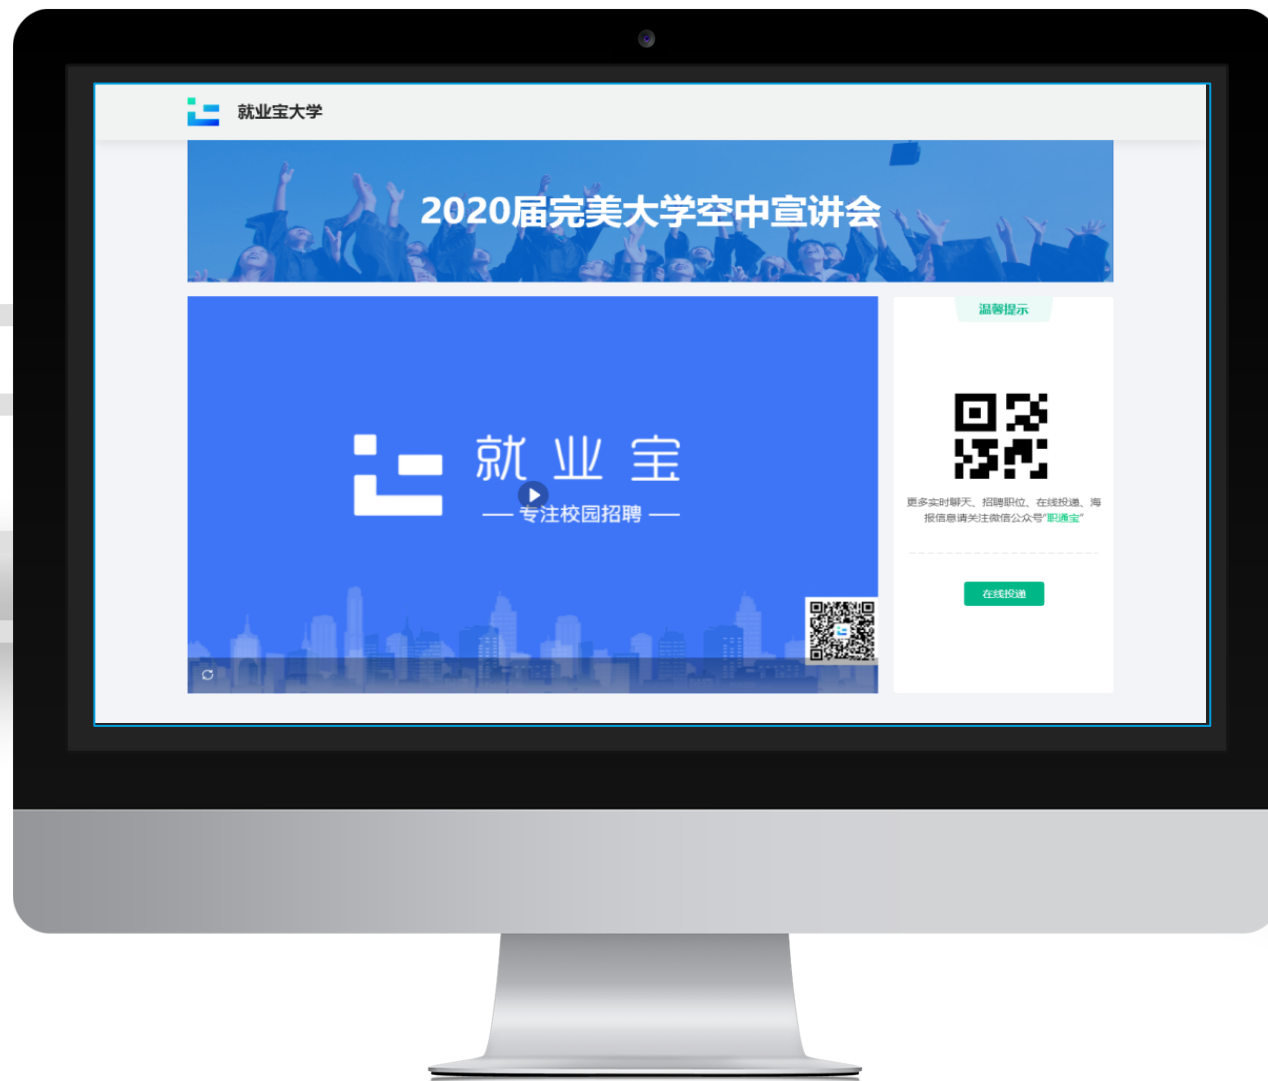 就业宝大学
2020届完美大学空中宣讲会
就业宝
— 专注校园招聘 —
温馨提示
更多实时聊天、招聘职位、在线投递、海
报信息请关注微信公众号"职通宝"
在线投递